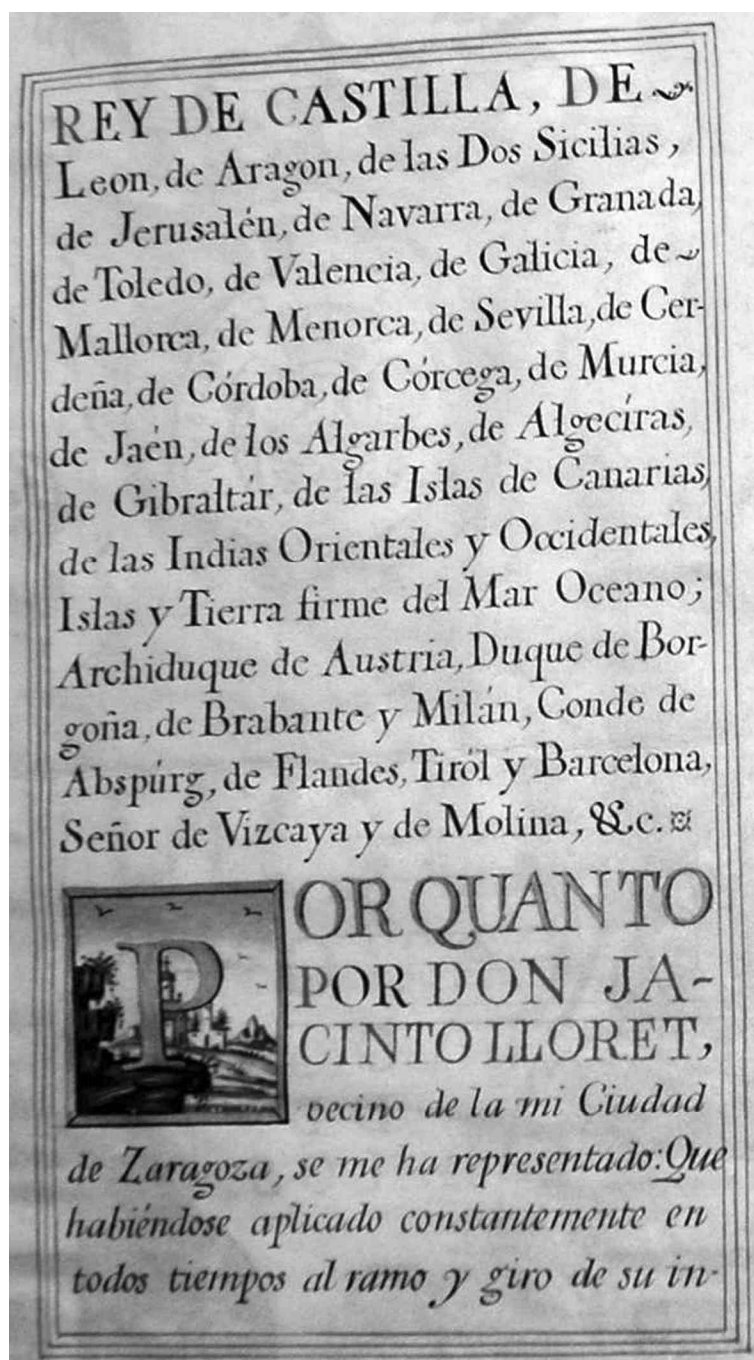 REY DE CASTILLA, DE
Leon, de Aragon, de las Dos Sicilias,
de Jerusalén, de Navarra, de Granada,
de Toledo, de Valencia, de Galicia, de
Mallorca, de Menorca, de Sevilla, de Cer-
deña, de Córdoba, de Córcega, de Murcia,
de Jaén, de los Algarbes, de Algecíras,
de Gibraltár, de las Islas de Canarias,
de las Indias Orientales y Occidentales,
Islas y Tierra firme del Mar Oceano;
Archiduque de Austria, Duque de Bor-
goña, de Brabante y Milán, Conde de
Abspúrg, de Flandes, Tiról y Barcelona,
Señor de Vizcaya y de Molina, &c.
POR QUANTO
POR DON JA-
CINTO LLORET,
vecino de la mi Ciudad
de Zaragoza, se me ha representado: Que
habiéndose aplicado constantemente en
todos tiempos al ramo y giro de su in-